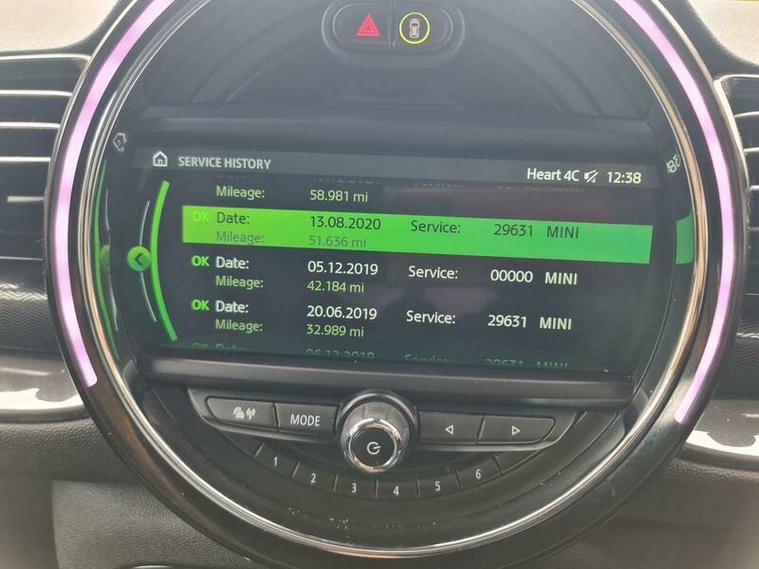 SERVICE HISTORY
Heart 4C 12:38
Mileage: 58.981 mi
OK Date: 13.08.2020 Service: 29631 MINI
Mileage: 51.636 mi
OK Date: 05.12.2019 Service: 00000 MINI
Mileage: 42.184 mi
OK Date: 20.06.2019 Service: 29631 MINI
Mileage: 32.989 mi
MODE
1 2 3 4 5 6